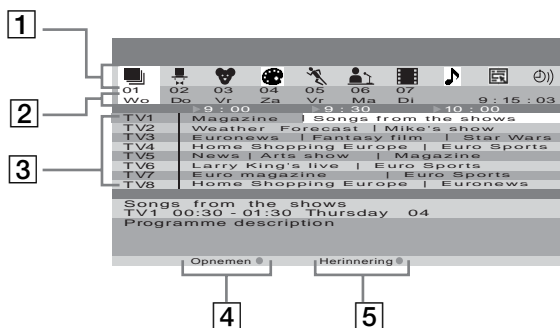 1
01 02 03 04 05 06 07
2
Wo Do Vr Za Vr Ma Di 9 : 15 : 03
9 : 00 9 : 30 10 : 00
TV1 Magazine | Songs from the shows
TV2 Weather Forecast | Mike's show
TV3 Euronews | Fantasy film | Star Wars
TV4 Home Shopping Europe | Euro Sports
3
TV5 News | Arts show | Magazine
TV6 Larry King's live | Euro Sports
TV7 Euro magazine | Euro Sports
TV8 Home Shopping Europe | Euronews
Songs from the shows
TV1 00:30 - 01:30 Thursday 04
Programme description
Opnemen Herinnering
4 5